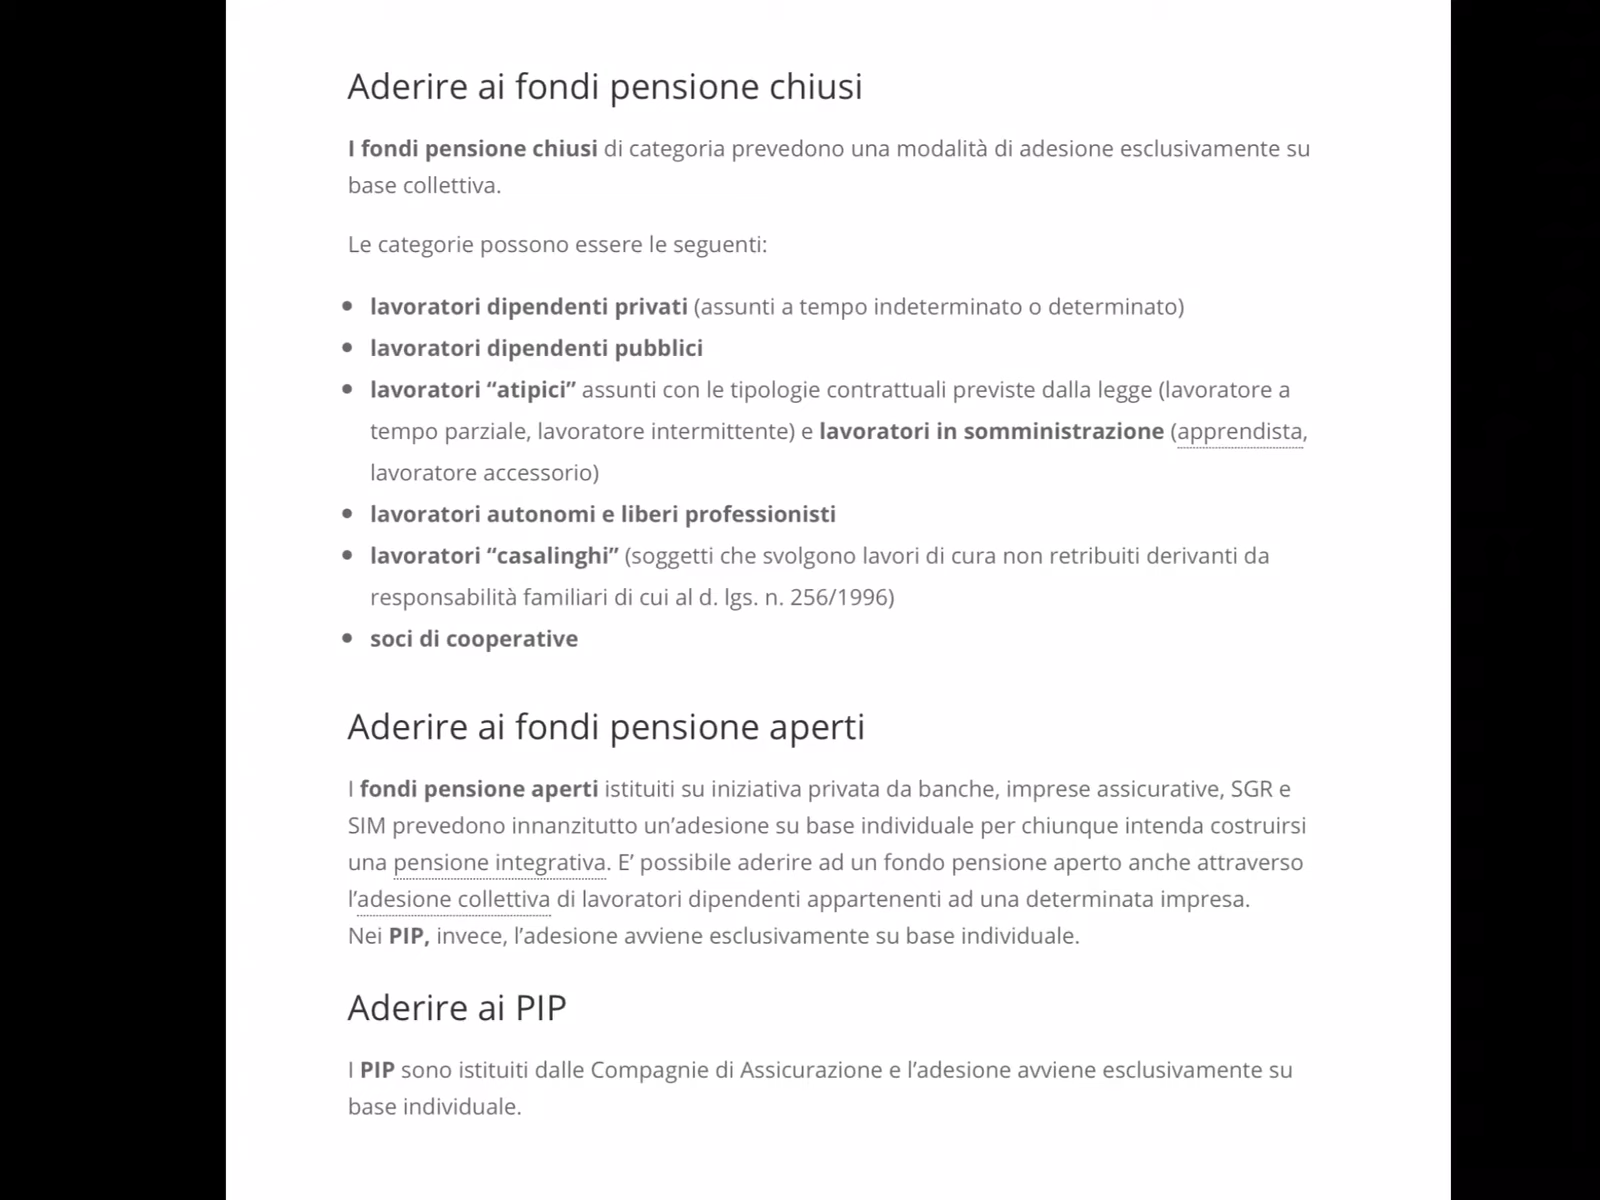 Aderire ai fondi pensione chiusi
I fondi pensione chiusi di categoria prevedono una modalità di adesione esclusivamente su
base collettiva.
Le categorie possono essere le seguenti:
• lavoratori dipendenti privati (assunti a tempo indeterminato o determinato)
• lavoratori dipendenti pubblici
• lavoratori “atipici” assunti con le tipologie contrattuali previste dalla legge (lavoratore a
tempo parziale, lavoratore intermittente) e lavoratori in somministrazione (apprendista,
lavoratore accessorio)
• lavoratori autonomi e liberi professionisti
• lavoratori “casalinghi” (soggetti che svolgono lavori di cura non retribuiti derivanti da
responsabilità familiari di cui al d. lgs. n. 256/1996)
• soci di cooperative
Aderire ai fondi pensione aperti
I fondi pensione aperti istituiti su iniziativa privata da banche, imprese assicurative, SGR e
SIM prevedono innanzitutto un’adesione su base individuale per chiunque intenda costruirsi
una pensione integrativa. E’ possibile aderire ad un fondo pensione aperto anche attraverso
l’adesione collettiva di lavoratori dipendenti appartenenti ad una determinata impresa.
Nei PIP, invece, l’adesione avviene esclusivamente su base individuale.
Aderire ai PIP
I PIP sono istituiti dalle Compagnie di Assicurazione e l’adesione avviene esclusivamente su
base individuale.